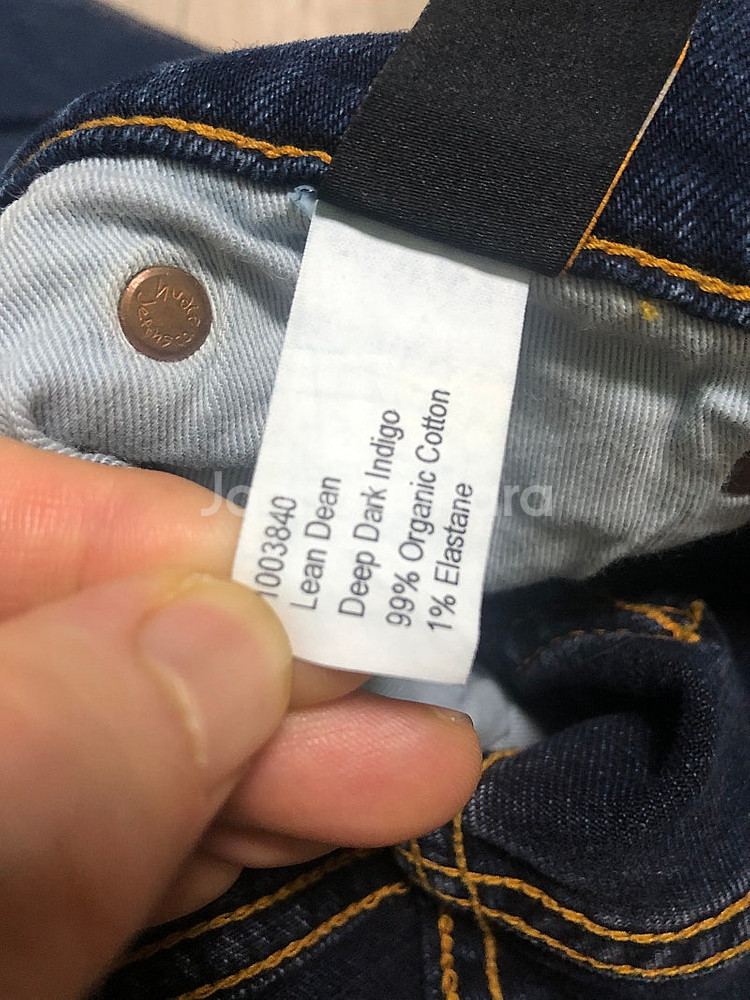 Nudie
Jeans co
1003840
Lean Dean
Deep Dark Indigo
99% Organic Cotton
1% Elastane